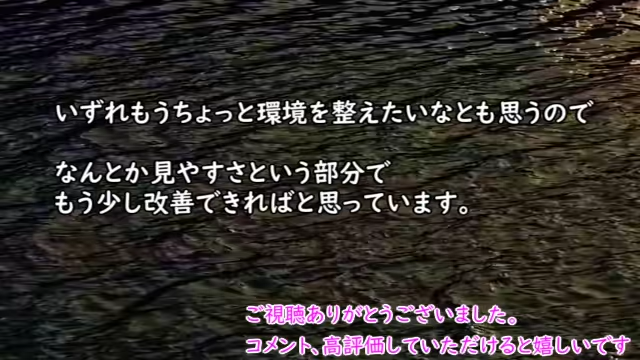 いずれもうちょっと環境を整えたいなとも思うので
なんとか見やすさという部分で
もう少し改善できればと思っています。
ご視聴ありがとうございました。
コメント、高評価していただけると嬉しいです